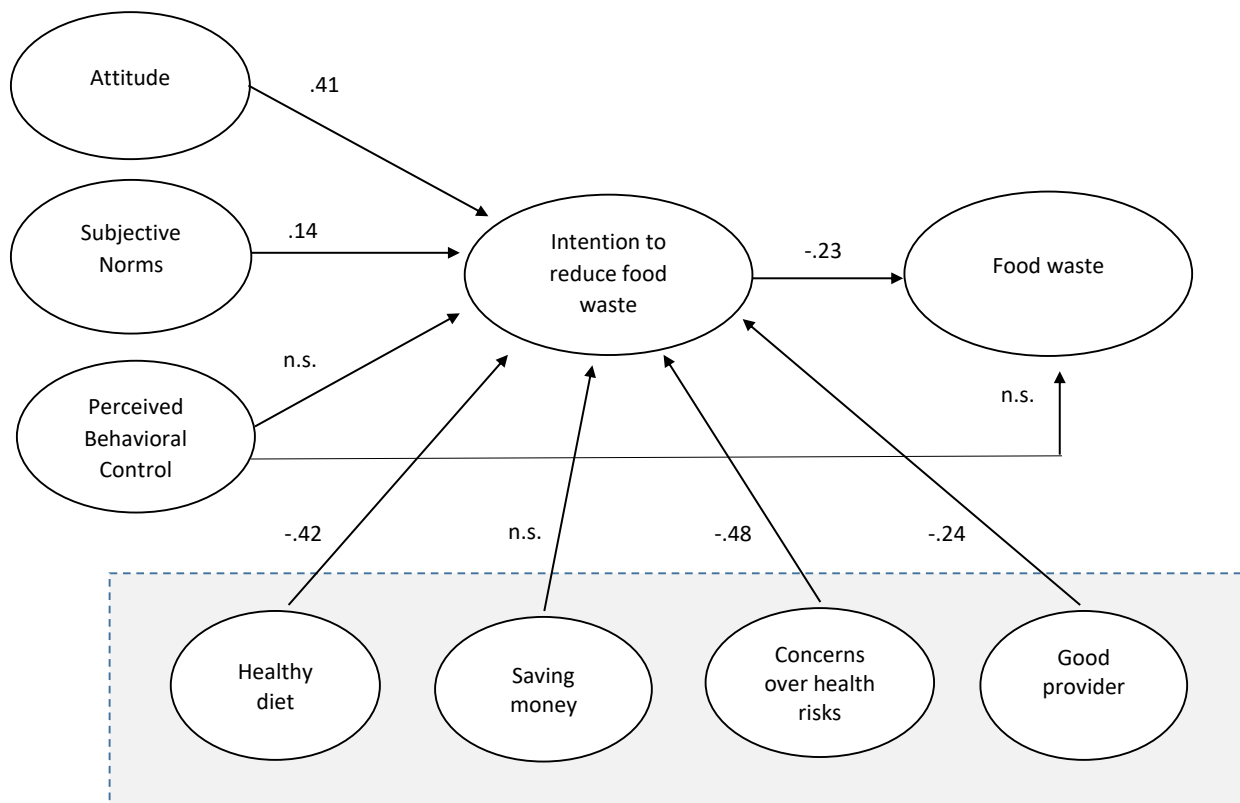 Attitude
.41
Subjective
Norms
.14
Intention to
reduce food
waste
-.23
Food waste
Perceived
Behavioral
Control
n.s.
n.s.
-.42
n.s.
-.48
-.24
Healthy
diet
Saving
money
Concerns
over health
risks
Good
provider